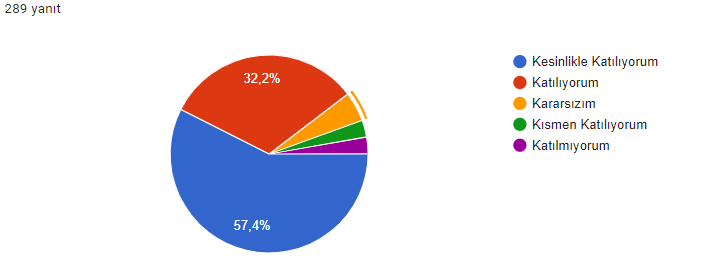 289 yanıt
32,2%
57,4%
Kesinlikle Katılıyorum
Katılıyorum
Kararsızım
Kısmen Katılıyorum
Katılmıyorum